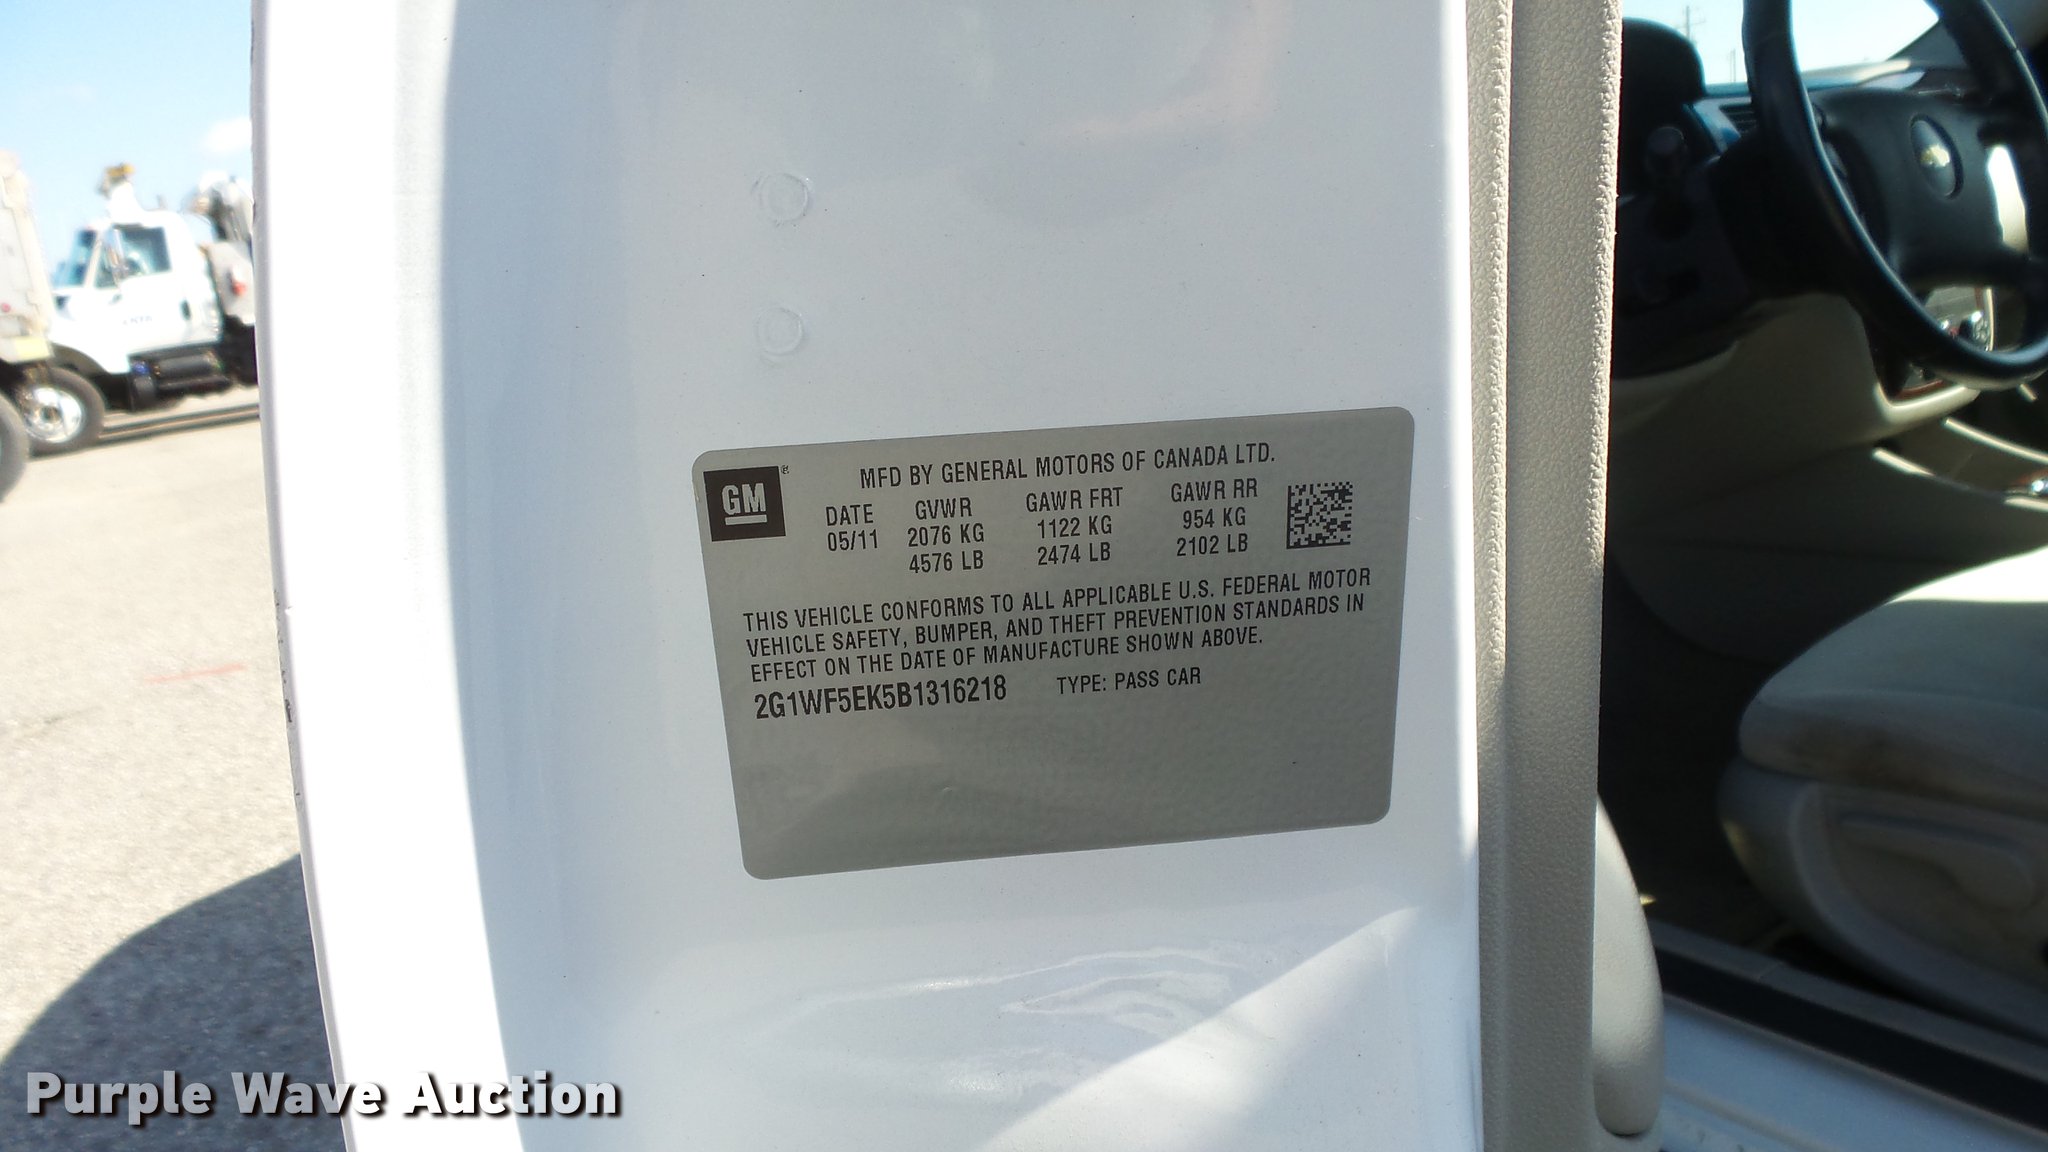 GM®
MFD BY GENERAL MOTORS OF CANADA LTD.
DATE GVWR GAWR FRT GAWR RR
05/11 2076 KG 1122 KG 954 KG
4576 LB 2474 LB 2102 LB
THIS VEHICLE CONFORMS TO ALL APPLICABLE U.S. FEDERAL MOTOR
VEHICLE SAFETY, BUMPER, AND THEFT PREVENTION STANDARDS IN
EFFECT ON THE DATE OF MANUFACTURE SHOWN ABOVE.
2G1WF5EK5B1316218 TYPE: PASS CAR
Purple Wave Auction